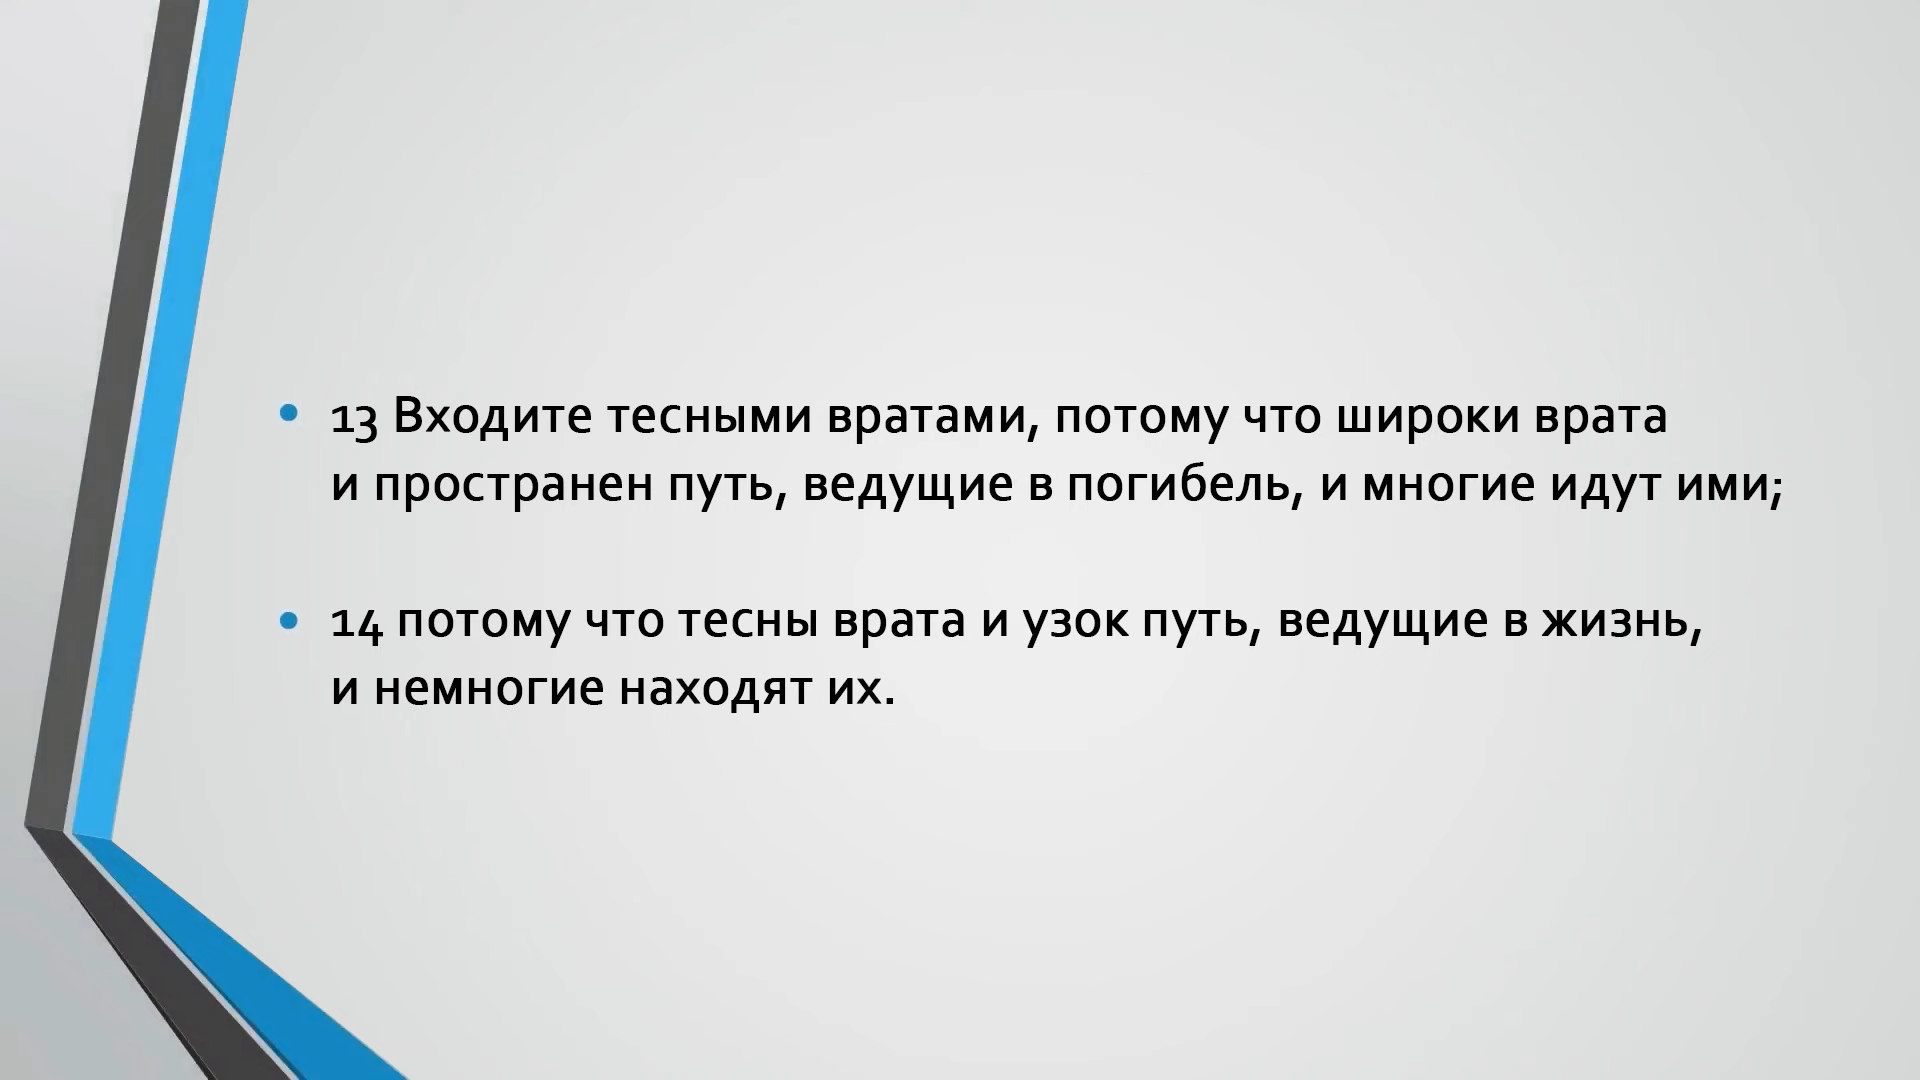 • 13 Входите тесными вратами, потому что широки врата
и пространен путь, ведущие в погибель, и многие идут ими;
• 14 потому что тесны врата и узок путь, ведущие в жизнь,
и немногие находят их.